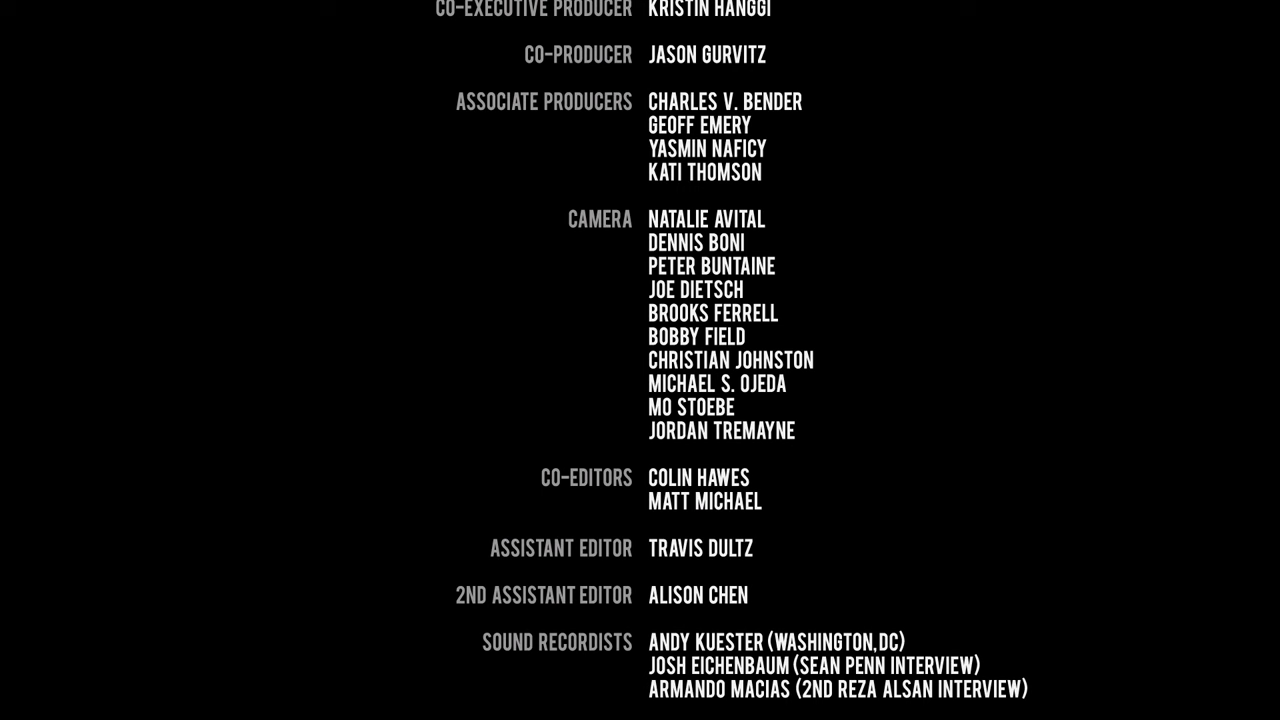 CO-EXECUTIVE PRODUCER KRISTIN HANGGI
CO-PRODUCER JASON GURVITZ
ASSOCIATE PRODUCERS CHARLES V. BENDER
GEOFF EMERY
YASMIN NAFICY
KATI THOMSON
CAMERA NATALIE AVITAL
DENNIS BONI
PETER BUNTAINE
JOE DIETSCH
BROOKS FERRELL
BOBBY FIELD
CHRISTIAN JOHNSTON
MICHAEL S. OJEDA
MO STOEBE
JORDAN TREMAYNE
CO-EDITORS COLIN HAWES
MATT MICHAEL
ASSISTANT EDITOR TRAVIS DULTZ
2ND ASSISTANT EDITOR ALISON CHEN
SOUND RECORDISTS ANDY KUESTER (WASHINGTON, DC)
JOSH EICHENBAUM (SEAN PENN INTERVIEW)
ARMANDO MACIAS (2ND REZA ALSAN INTERVIEW)